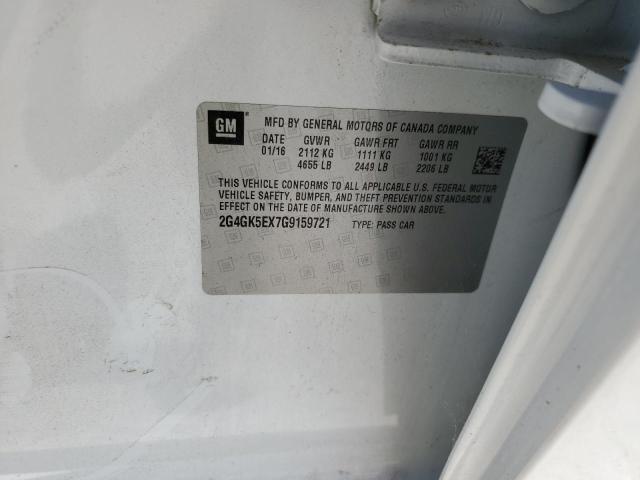 GM
MFD BY GENERAL MOTORS OF CANADA COMPANY
DATE GVWR GAWR FRT GAWR RR
01/16 2112 KG 1111 KG 1001 KG
4655 LB 2449 LB 2206 LB
THIS VEHICLE CONFORMS TO ALL APPLICABLE U.S. FEDERAL MOTOR
VEHICLE SAFETY, BUMPER, AND THEFT PREVENTION STANDARDS
IN EFFECT ON THE DATE OF MANUFACTURE SHOWN ABOVE.
2G4GK5EX7G9159721 TYPE: PASS CAR